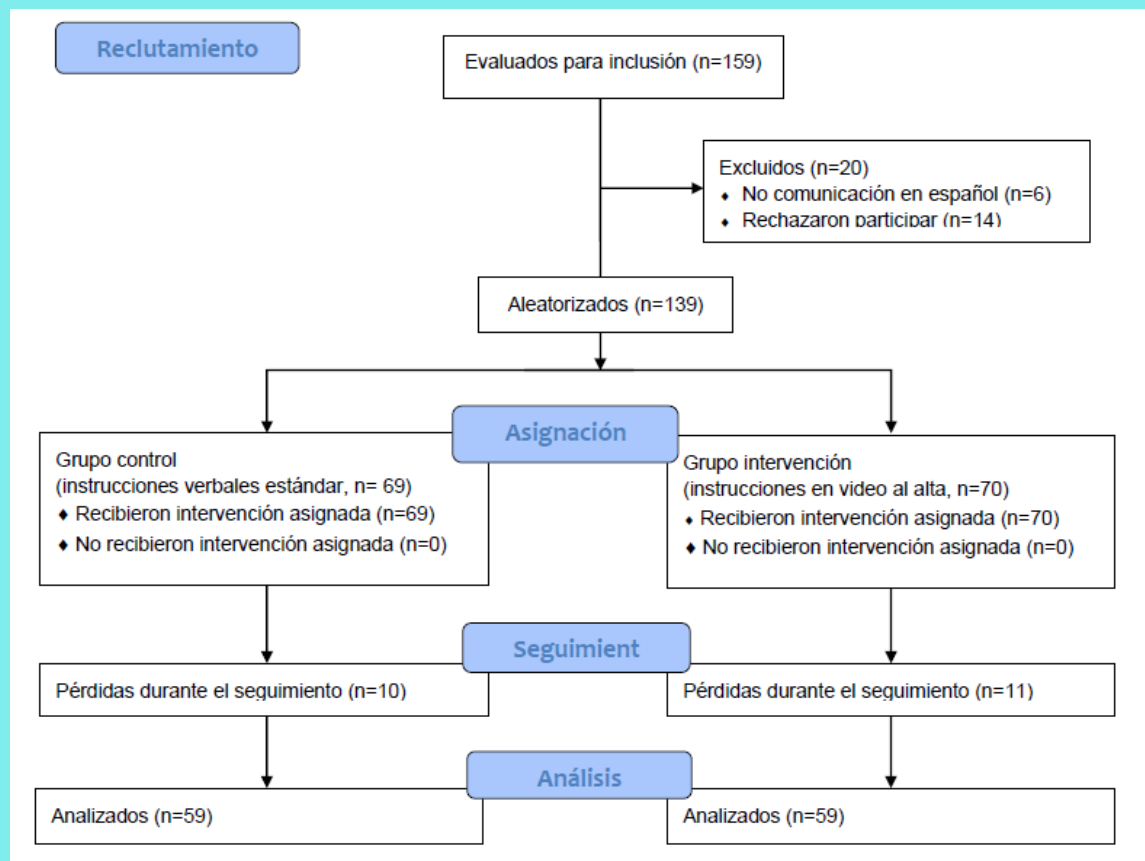 Reclutamiento
Evaluados para inclusión (n=159)
Excluidos (n=20)
♦ No comunicación en español (n=6)
♦ Rechazaron participar (n=14)
Aleatorizados (n=139)
Asignación
Grupo control
(instrucciones verbales estándar, n= 69)
♦ Recibieron intervención asignada (n=69)
♦ No recibieron intervención asignada (n=0)
Grupo intervención
(instrucciones en video al alta, n=70)
♦ Recibieron intervención asignada (n=70)
♦ No recibieron intervención asignada (n=0)
Seguimient
Pérdidas durante el seguimiento (n=10)
Pérdidas durante el seguimiento (n=11)
Análisis
Analizados (n=59)
Analizados (n=59)